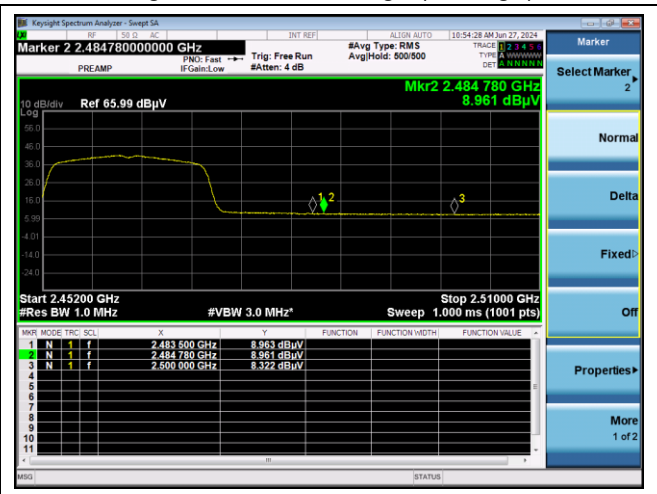 Keysight Spectrum Analyzer - Swept SA
RF 50 Ω AC INT REF ALIGN AUTO 10:54:28 AM Jun 27, 2024
Marker 2 2.484780000000 GHz
PREAMP
PNO: Fast
IFGain:Low
Trig: Free Run
#Atten: 4 dB
#Avg Type: RMS
Avg|Hold: 500/500
TRACE 1 2 3 4 5 6
TYPE A WWWWW
DET A N N N N N
Mkr2 2.484 780 GHz
8.961 dBµV
10 dB/div Ref 65.99 dBµV
Log
56.0
46.0
36.0
26.0
16.0
5.99
-4.01
-14.0
-24.0
1 2
3
Start 2.45200 GHz Stop 2.51000 GHz
#Res BW 1.0 MHz #VBW 3.0 MHz* Sweep 1.000 ms (1001 pts)
MKR MODE TRC SCL X Y FUNCTION FUNCTION WIDTH FUNCTION VALUE
1 N 1 f 2.483 500 GHz 8.963 dBµV
2 N 1 f 2.484 780 GHz 8.961 dBµV
3 N 1 f 2.500 000 GHz 8.322 dBµV
4
5
6
7
8
9
10
11
MSG STATUS
Marker
Select Marker
2
Normal
Delta
Fixed
Off
Properties
More
1 of 2